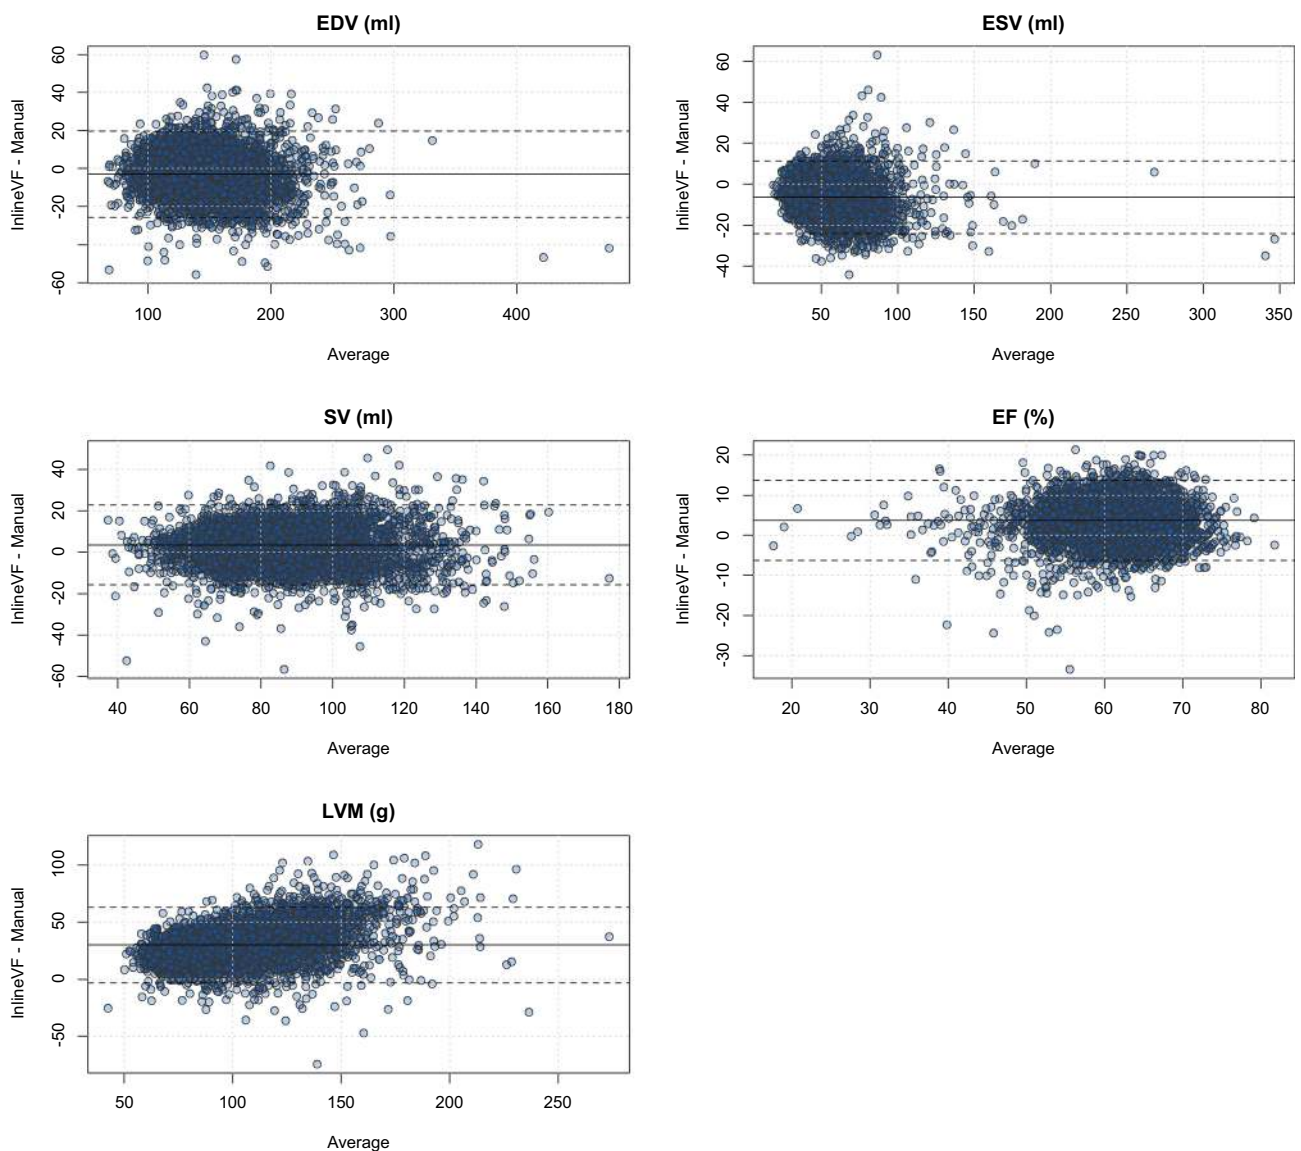 EDV (ml)
InlineVF - Manual
60
40
20
0
-20
-60
100 200 300 400
Average
ESV (ml)
InlineVF - Manual
60
40
20
0
-20
-40
50 100 150 200 250 300 350
Average
SV (ml)
InlineVF - Manual
40
20
0
-20
-40
-60
40 60 80 100 120 140 160 180
Average
EF (%)
InlineVF - Manual
20
10
0
-10
-20
-30
20 30 40 50 60 70 80
Average
LVM (g)
InlineVF - Manual
100
50
0
-50
50 100 150 200 250
Average